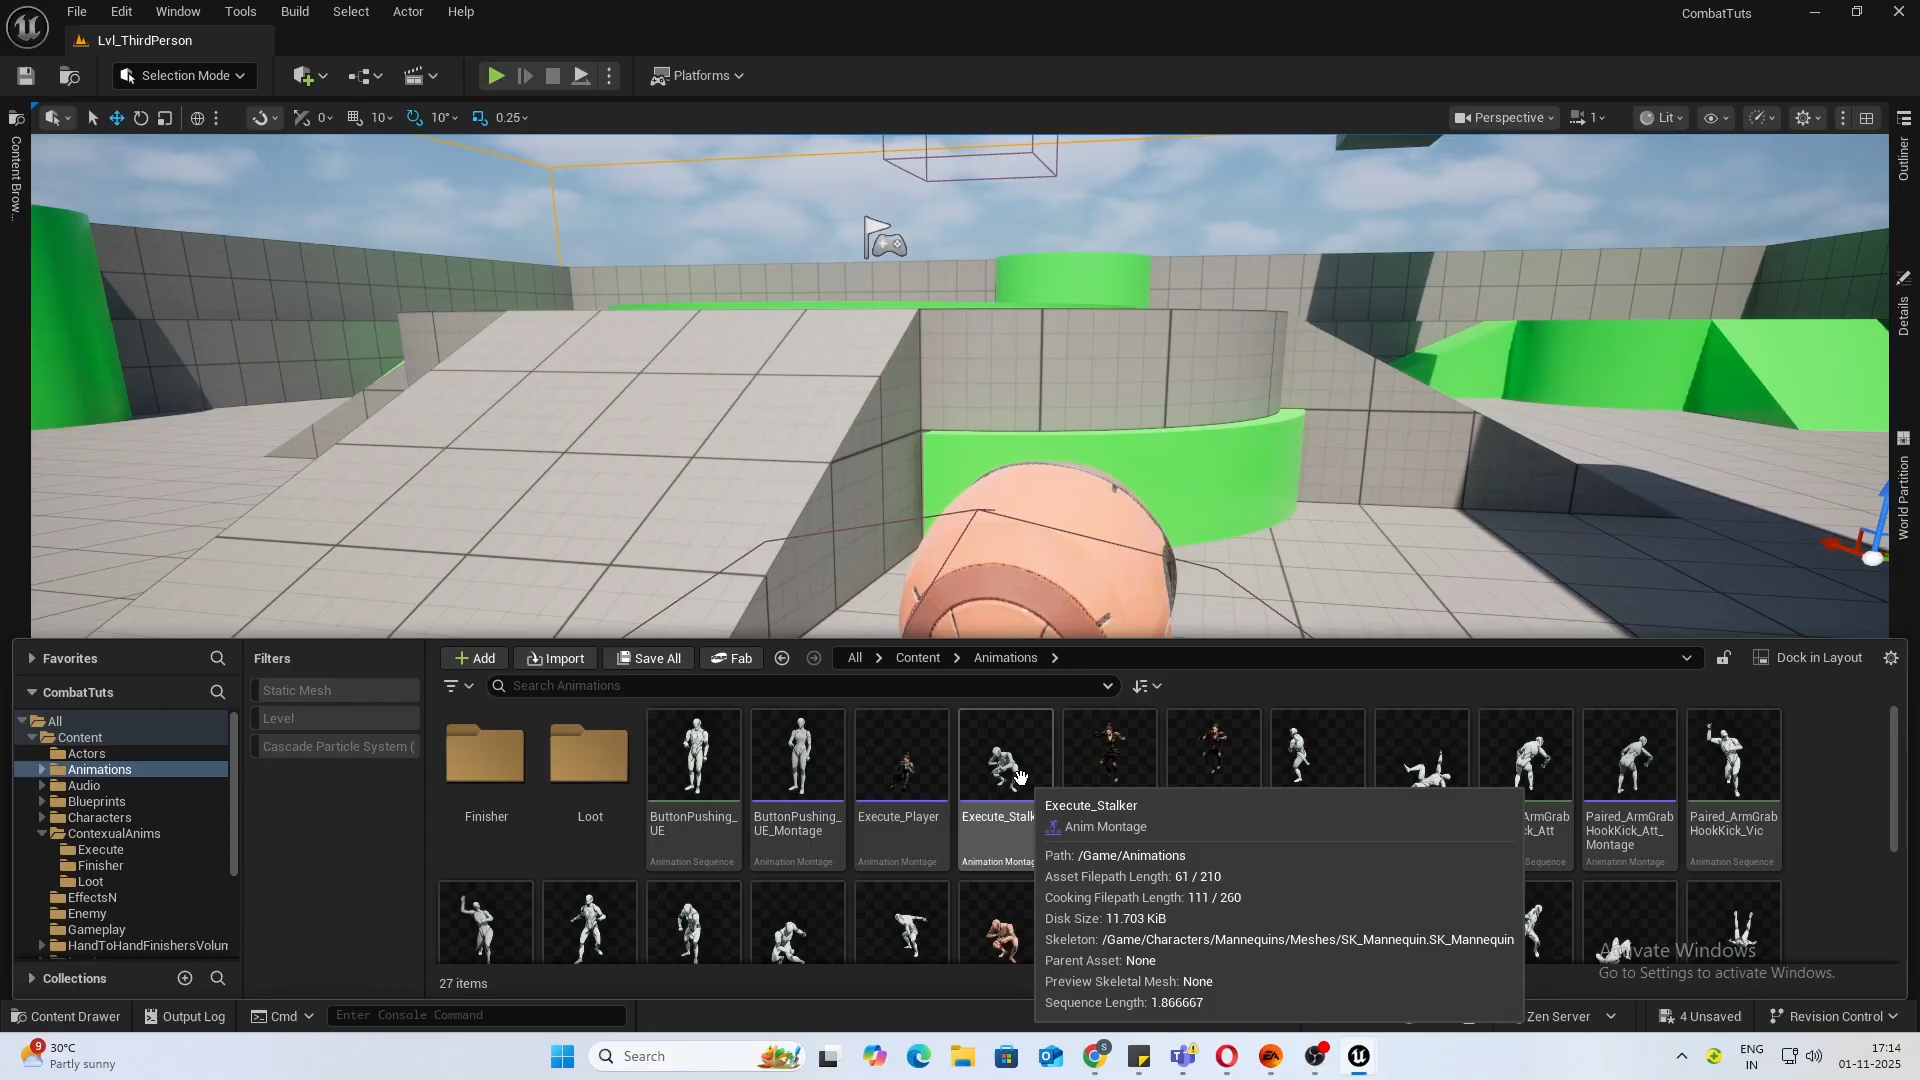 File Edit Window Tools Build Select Actor Help
CombatTuts
Lvl_ThirdPerson
Selection Mode
Platforms
0 10 10° 0.25
Perspective 1 Lit
Content Brow...
Outliner
Details
World Partition
Favorites
Filters
Add Import Save All Fab All Content Animations Dock in Layout
CombatTuts
Static Mesh
Search Animations
Level
Cascade Particle System (
All
Content
Actors
Animations
Audio
Blueprints
Characters
ContexualAnims
Execute
Finisher
Loot
EffectsN
Enemy
Gameplay
HandToHandFinishersVolun
Collections
Finisher
Loot
ButtonPushing_
UE
Animation Sequence
ButtonPushing_
UE_Montage
Animation Montage
Execute_Player
Animation Montage
Execute_Stalk
Animation Montag
ArmGrab
k_Att
Sequence
Paired_ArmGrab
HookKick_Att_
Montage
Animation Montage
Paired_ArmGrab
HookKick_Vic
Animation Sequence
Execute_Stalker
Anim Montage
Path: /Game/Animations
Asset Filepath Length: 61 / 210
Cooking Filepath Length: 111 / 260
Disk Size: 11.703 KiB
Skeleton: /Game/Characters/Mannequins/Meshes/SK_Mannequin.SK_Mannequin
Parent Asset: None
Preview Skeletal Mesh: None
Sequence Length: 1.866667
27 items
Activate Windows
Go to Settings to activate Windows.
Content Drawer Output Log Cmd Enter Console Command Zen Server 4 Unsaved Revision Control
9
30°C
Partly sunny
Search
S
EA
ENG
IN
17:14
01-11-2025